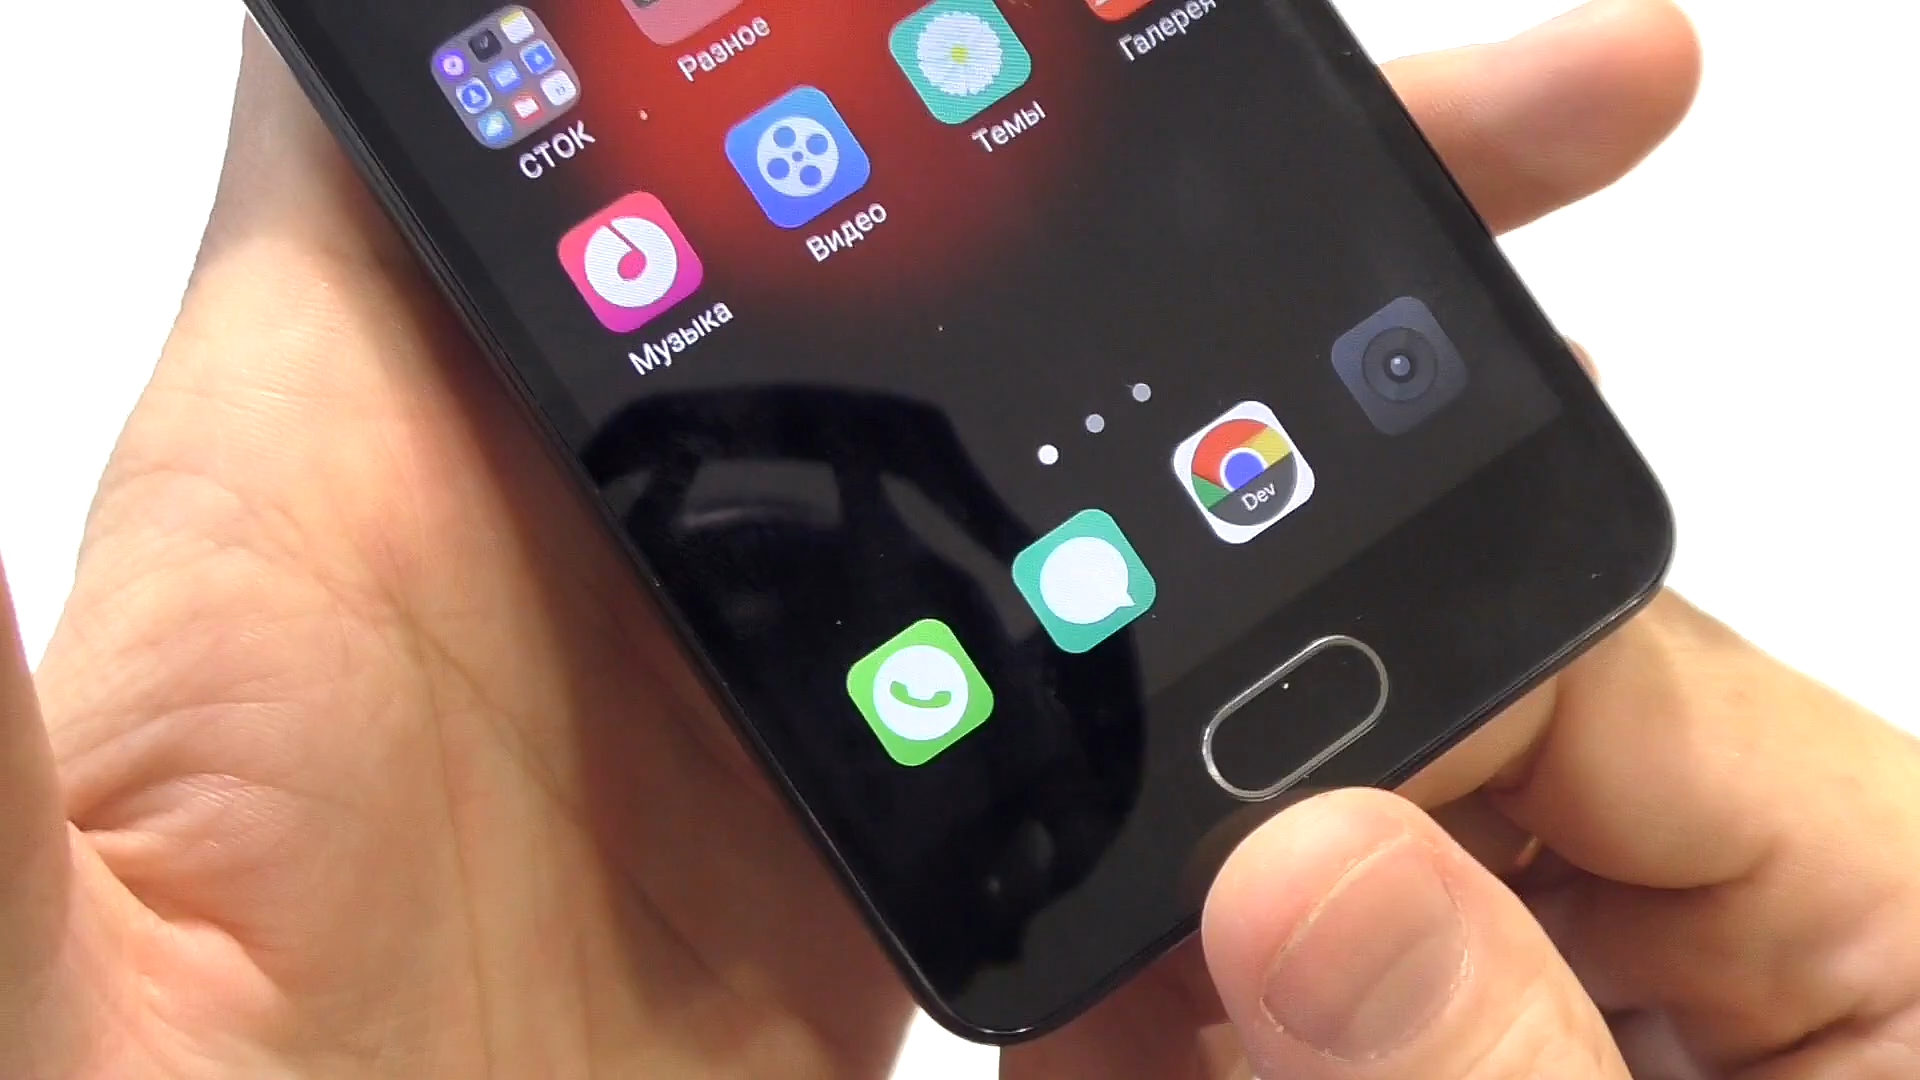 Разное
Галерея
СТОК
Темы
Видео
Музыка
Dev